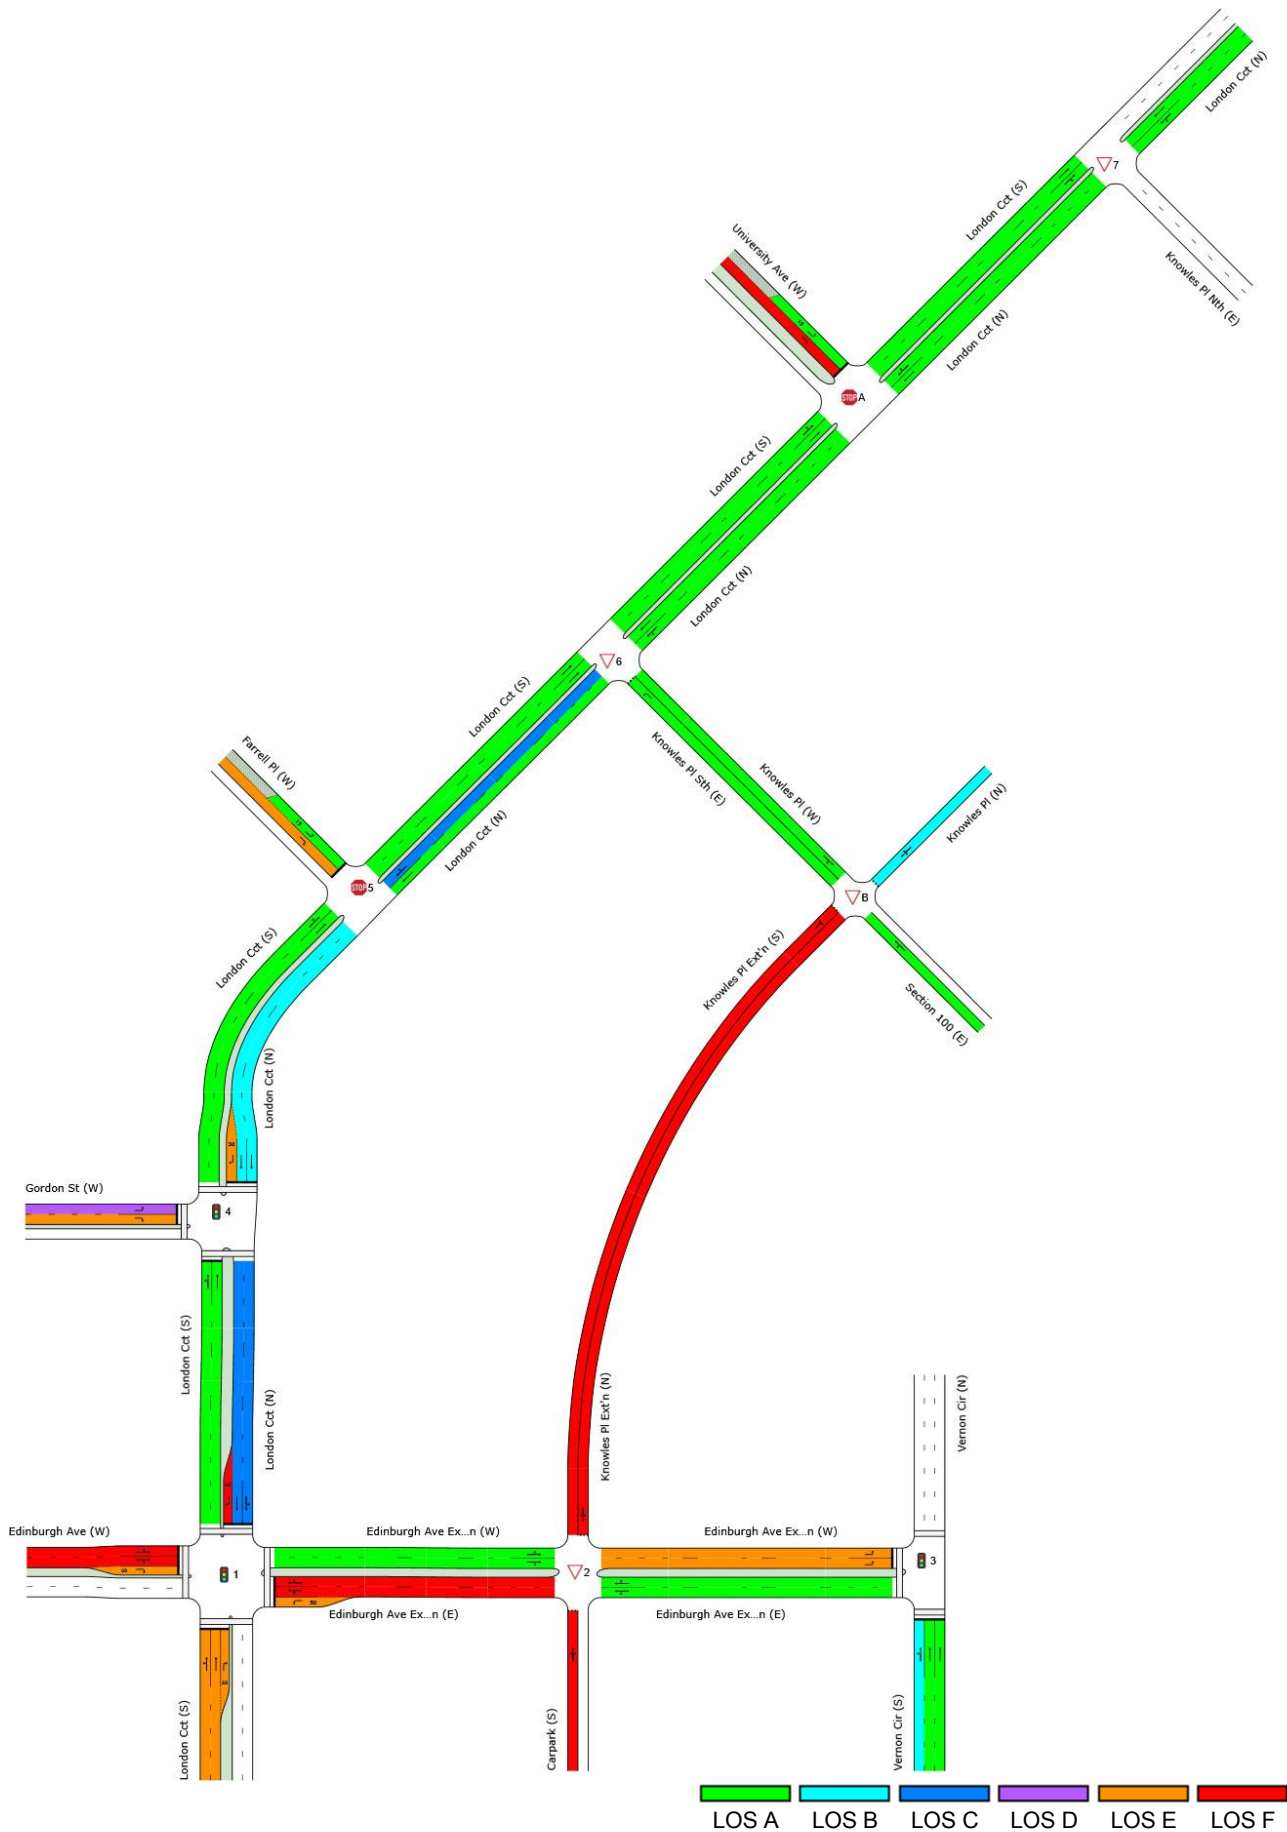 London Cct (N)
7
London Cct (S)
University Ave (W)
Knowles Pl Nth (E)
London Cct (N)
STOP A
London Cct (S)
London Cct (N)
6
London Cct (S)
Knowles Pl Sth (E)
Knowles Pl (W)
Farrell Pl (W)
Knowles Pl (N)
London Cct (N)
STOP 5
B
London Cct (S)
Knowles Pl Ext'n (S)
Section 100 (E)
London Cct (N)
Gordon St (W)
4
London Cct (S)
London Cct (N)
Knowles Pl Ext'n (N)
Vernon Cir (N)
Edinburgh Ave (W)
Edinburgh Ave Ex...n (W)
Edinburgh Ave Ex...n (W)
1
2
3
Edinburgh Ave Ex...n (E)
Edinburgh Ave Ex...n (E)
London Cct (S)
Carpark (S)
Vernon Cir (S)
LOS A
LOS B
LOS C
LOS D
LOS E
LOS F